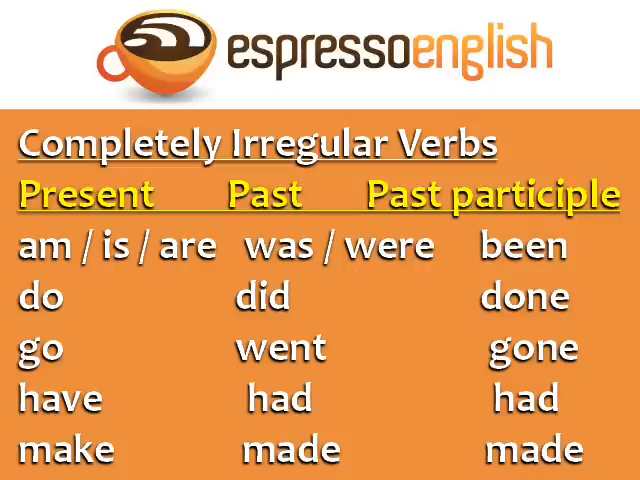 espressoenglish
Completely Irregular Verbs
Present Past Past participle
am / is / are was / were been
do did done
go went gone
have had had
make made made